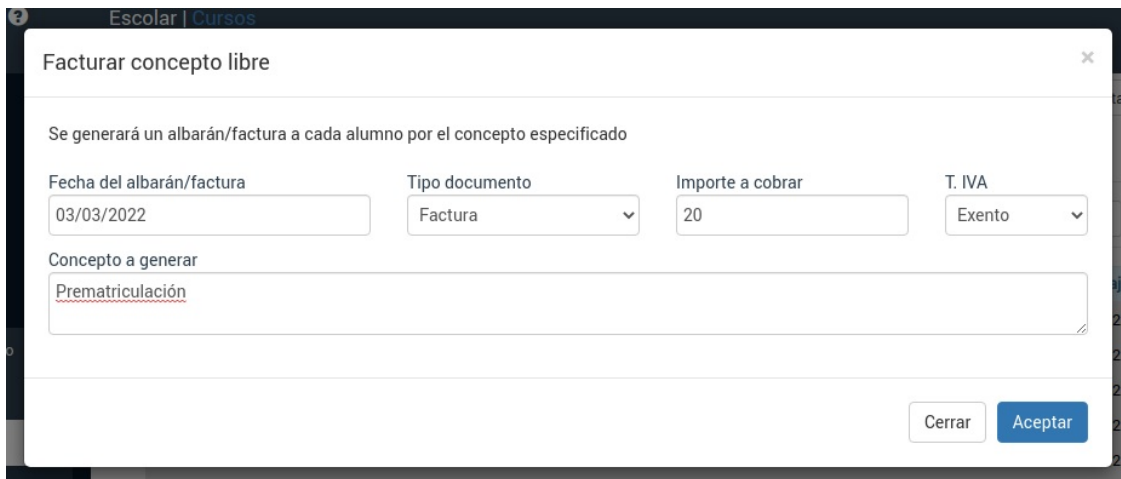 Escolar | Cursos
Facturar concepto libre ×
Se generará un albarán/factura a cada alumno por el concepto especificado
Fecha del albarán/factura Tipo documento Importe a cobrar T. IVA
03/03/2022 Factura 20 Exento
Concepto a generar
Prematriculación
Cerrar Aceptar